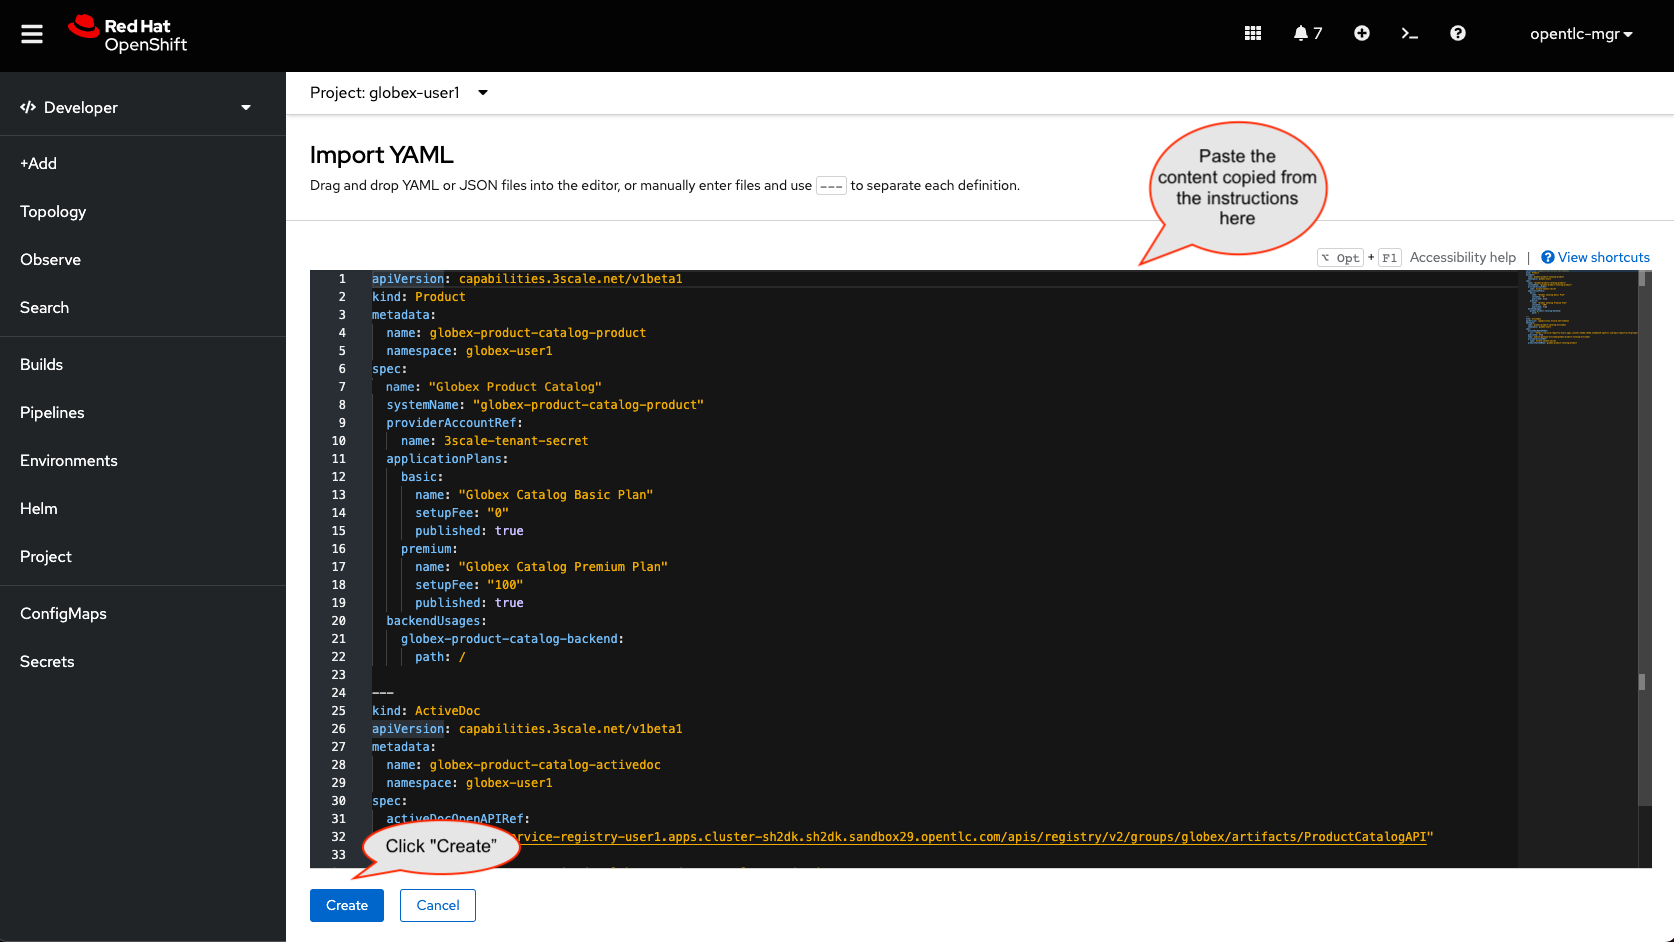 Red Hat
OpenShift
7
opentlc-mgr
Developer
+Add
Topology
Observe
Search
Builds
Pipelines
Environments
Helm
Project
ConfigMaps
Secrets
Project: globex-user1
Import YAML
Drag and drop YAML or JSON files into the editor, or manually enter files and use --- to separate each definition.
Paste the
content copied from
the instructions
here
⌥ Opt + F1 Accessibility help | View shortcuts
1 apiVersion: capabilities.3scale.net/v1beta1
2 kind: Product
3 metadata:
4 name: globex-product-catalog-product
5 namespace: globex-user1
6 spec:
7 name: "Globex Product Catalog"
8 systemName: "globex-product-catalog-product"
9 providerAccountRef:
10 name: 3scale-tenant-secret
11 applicationPlans:
12 basic:
13 name: "Globex Catalog Basic Plan"
14 setupFee: "0"
15 published: true
16 premium:
17 name: "Globex Catalog Premium Plan"
18 setupFee: "100"
19 published: true
20 backendUsages:
21 globex-product-catalog-backend:
22 path: /
23
24 ---
25 kind: ActiveDoc
26 apiVersion: capabilities.3scale.net/v1beta1
27 metadata:
28 name: globex-product-catalog-activedoc
29 namespace: globex-user1
30 spec:
31 activeDocOpenAPIRef:
32 ervice-registry-user1.apps.cluster-sh2dk.sh2dk.sandbox29.opentlc.com/apis/registry/v2/groups/globex/artifacts/ProductCatalogAPI"
33
Click "Create”
Create
Cancel